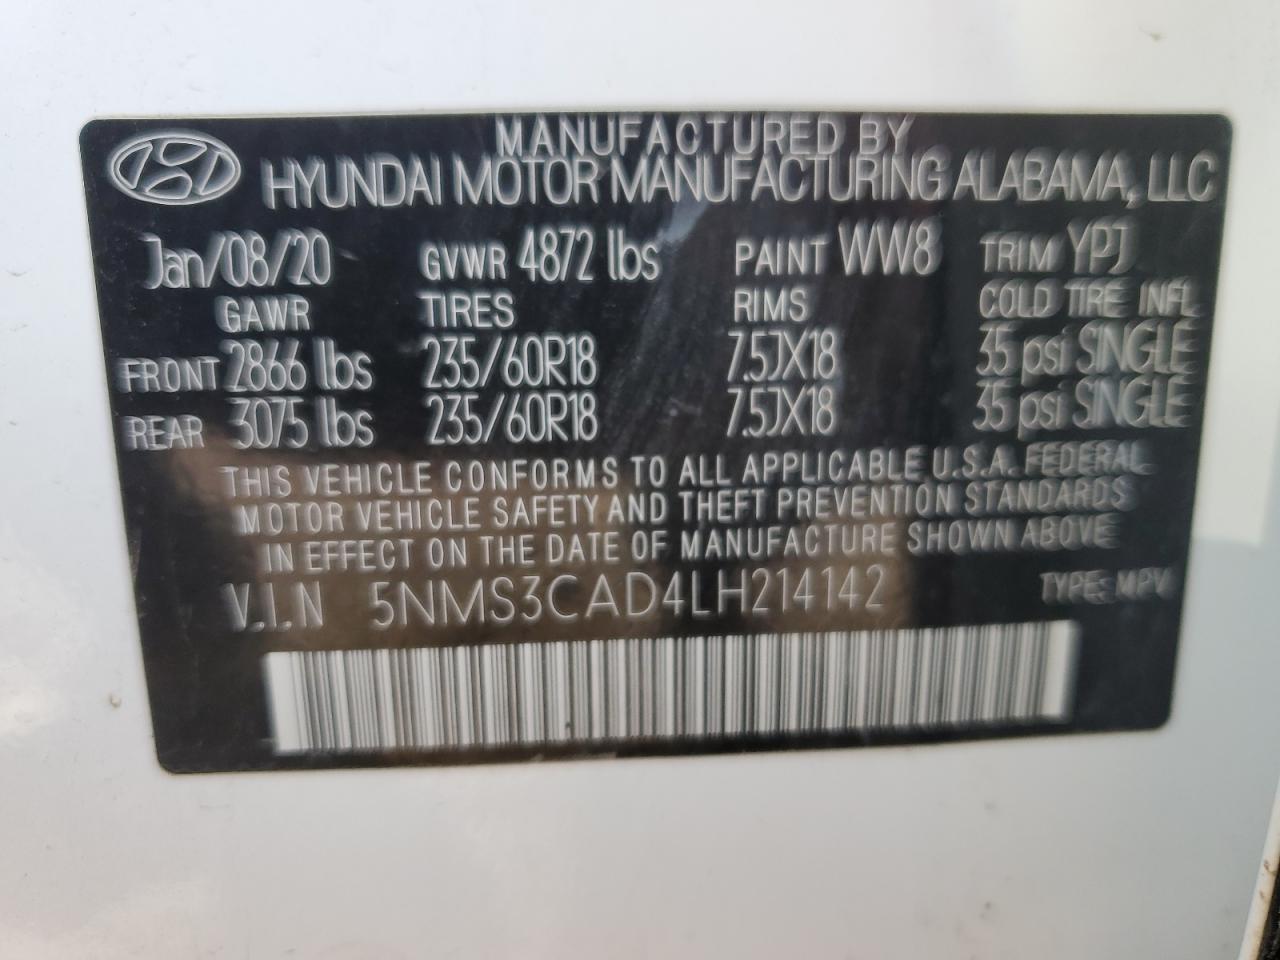 MANUFACTURED BY
HYUNDAI MOTOR MANUFACTURING ALABAMA, LLC
Jan/08/20 GVWR 4872 lbs PAINT WW8 TRIM YPJ
GAWR TIRES RIMS COLD TIRE INFL
FRONT 2866 lbs 235/60R18 7.5JX18 35 psi SINGLE
REAR 3075 lbs 235/60R18 7.5JX18 35 psi SINGLE
THIS VEHICLE CONFORMS TO ALL APPLICABLE U.S.A. FEDERAL
MOTOR VEHICLE SAFETY AND THEFT PREVENTION STANDARDS
IN EFFECT ON THE DATE OF MANUFACTURE SHOWN ABOVE
V.I.N 5NMS3CAD4LH214142 TYPE: MPV